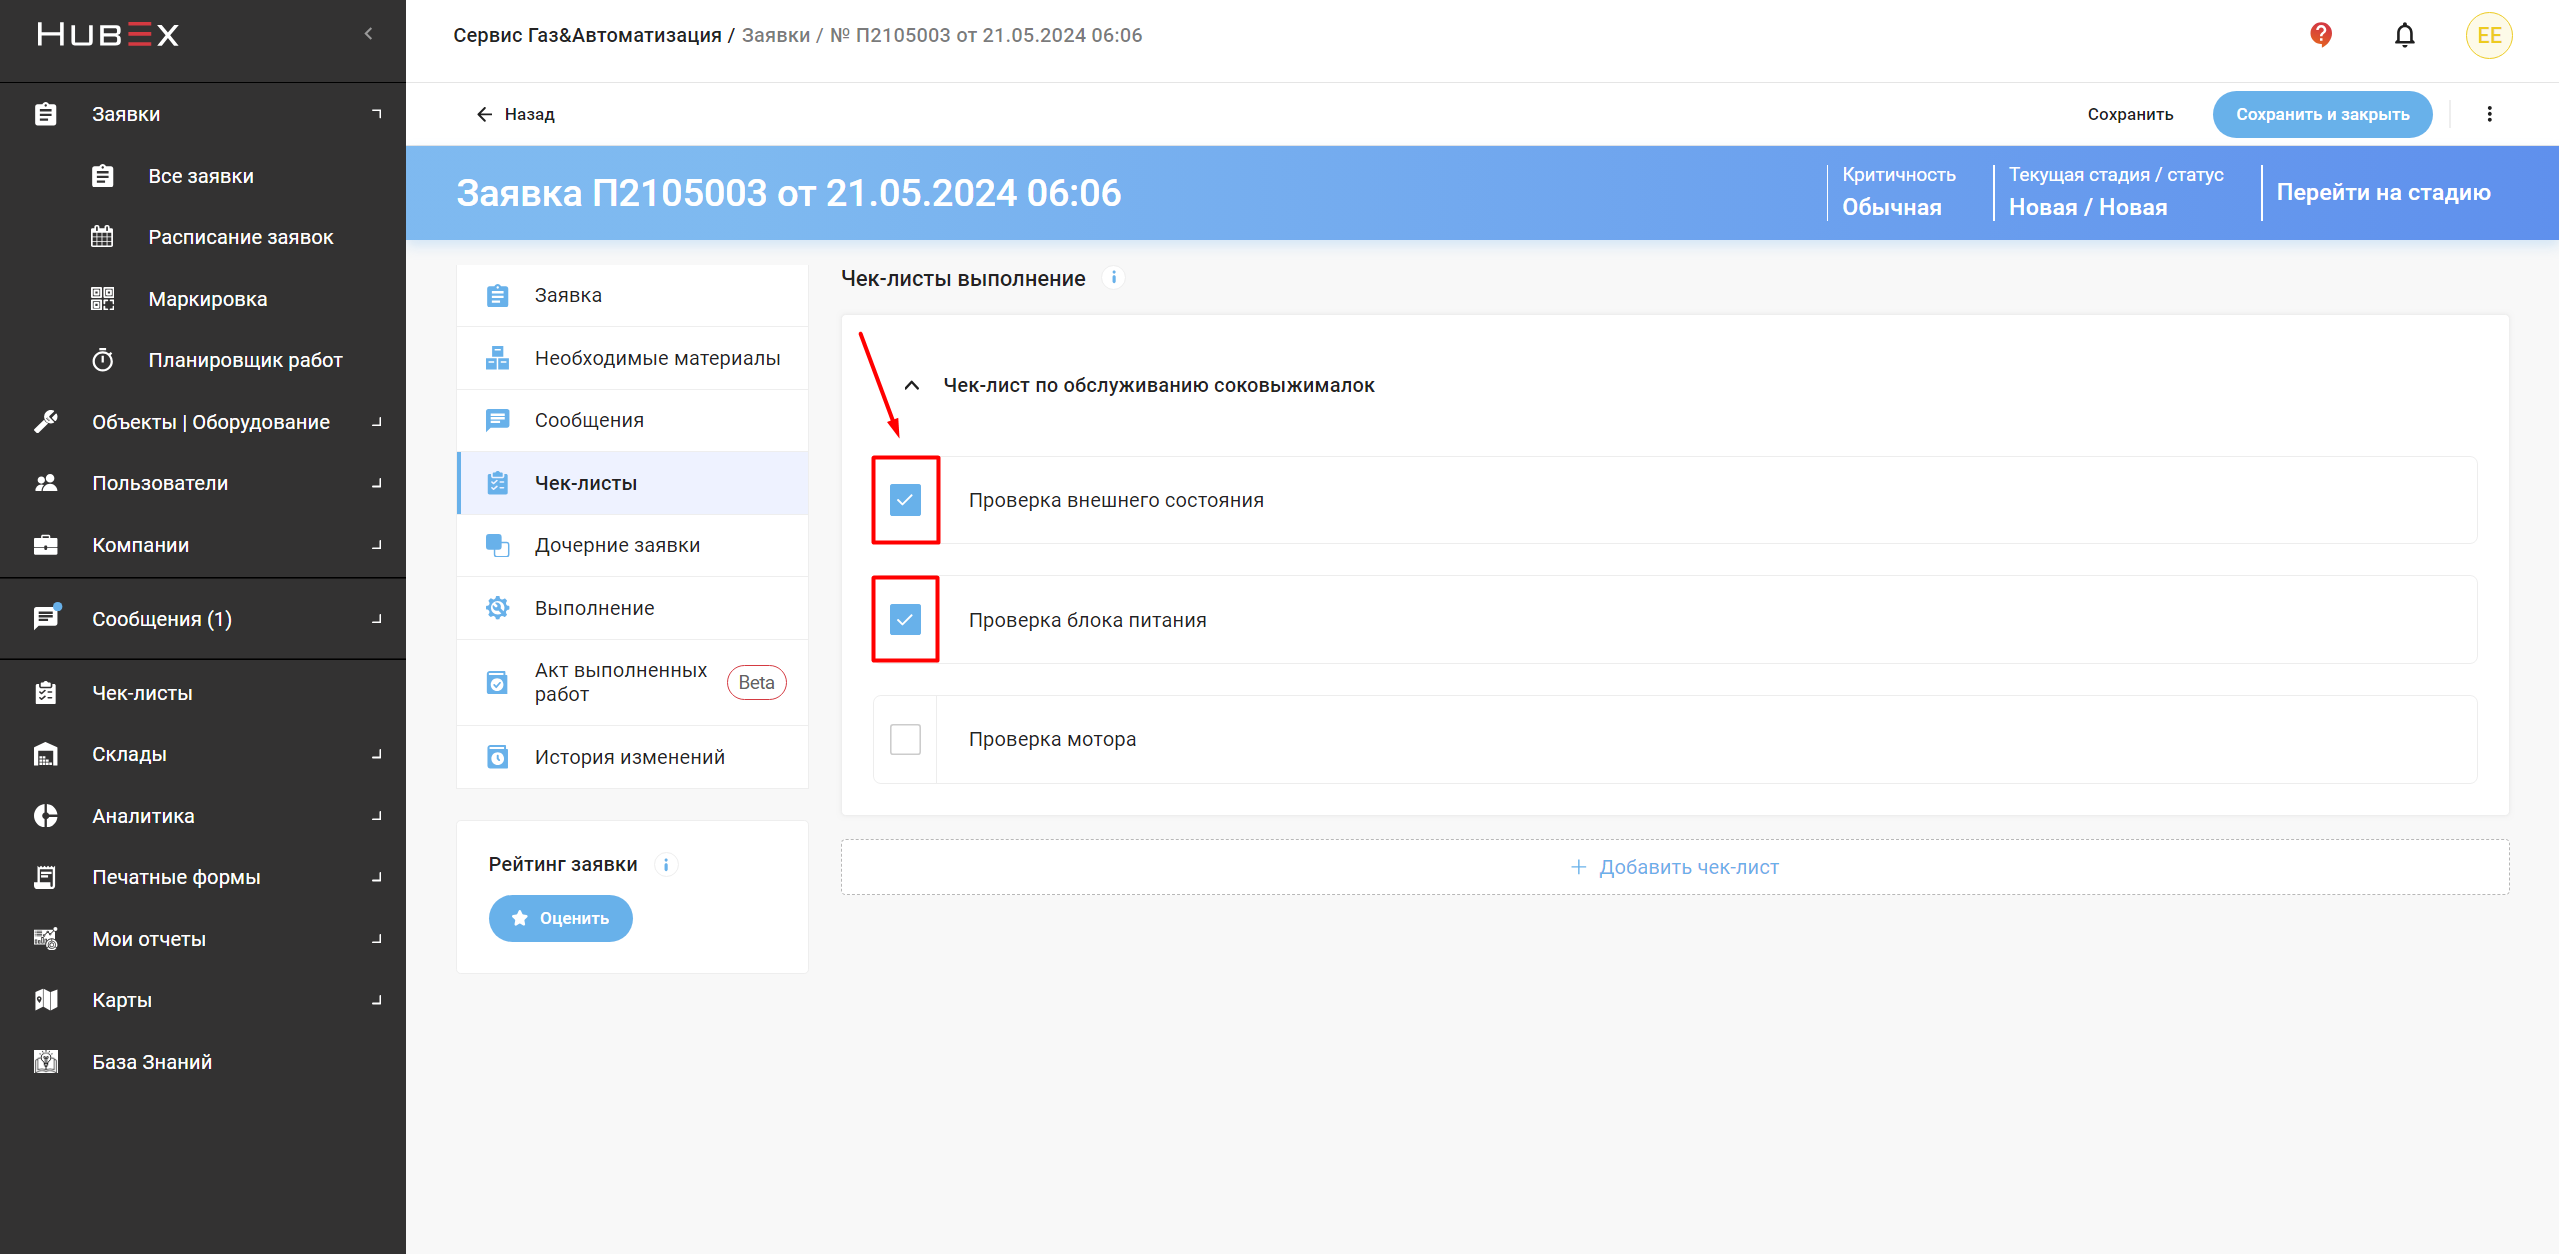 HUBEX
Сервис Газ&Автоматизация / Заявки / № П2105003 от 21.05.2024 06:06
EE
Заявки
Все заявки
Расписание заявок
Маркировка
Планировщик работ
Объекты | Оборудование
Пользователи
Компании
Сообщения (1)
Чек-листы
Склады
Аналитика
Печатные формы
Мои отчеты
Карты
База Знаний
Назад
Сохранить
Сохранить и закрыть
Заявка П2105003 от 21.05.2024 06:06
Критичность
Обычная
Текущая стадия / статус
Новая / Новая
Перейти на стадию
Заявка
Необходимые материалы
Сообщения
Чек-листы
Дочерние заявки
Выполнение
Акт выполненных
работ
Beta
История изменений
Рейтинг заявки
Оценить
Чек-листы выполнение
Чек-лист по обслуживанию соковыжималок
Проверка внешнего состояния
Проверка блока питания
Проверка мотора
+ Добавить чек-лист